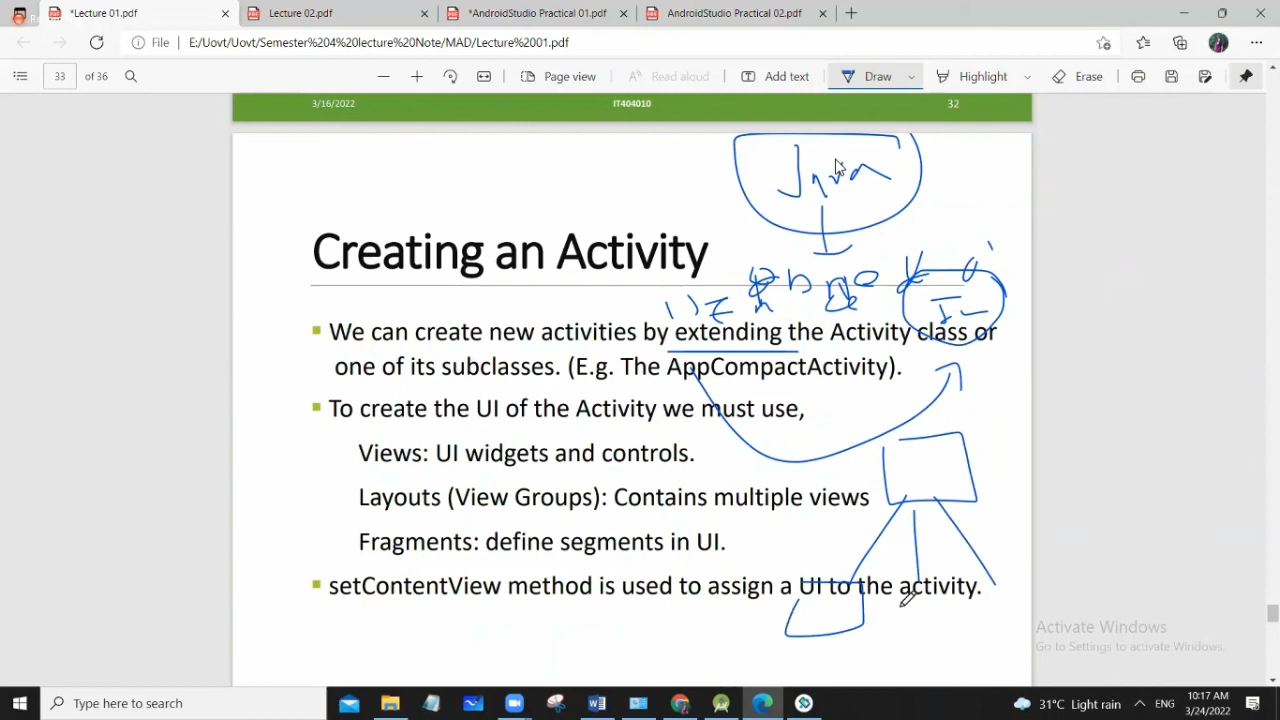 *Lecture 01.pdf
Lecture 02.pdf
*AndroidStudio Practical 01.pdf
AndroidStudio Practical 02.pdf
File
E:/Uovt/Uovt/Semester%204%20lecture%20Note/MAD/Lecture%2001.pdf
33 of 36
Page view
Read aloud
Add text
Draw
Highlight
Erase
3/16/2022
IT404010
32
Creating an Activity
We can create new activities by extending the Activity class or
one of its subclasses. (E.g. The AppCompactActivity).
To create the UI of the Activity we must use,
Views: UI widgets and controls.
Layouts (View Groups): Contains multiple views
Fragments: define segments in UI.
setContentView method is used to assign a UI to the activity.
Activate Windows
Go to Settings to activate Windows.
Type here to search
31°C Light rain
ENG
10:17 AM
3/24/2022